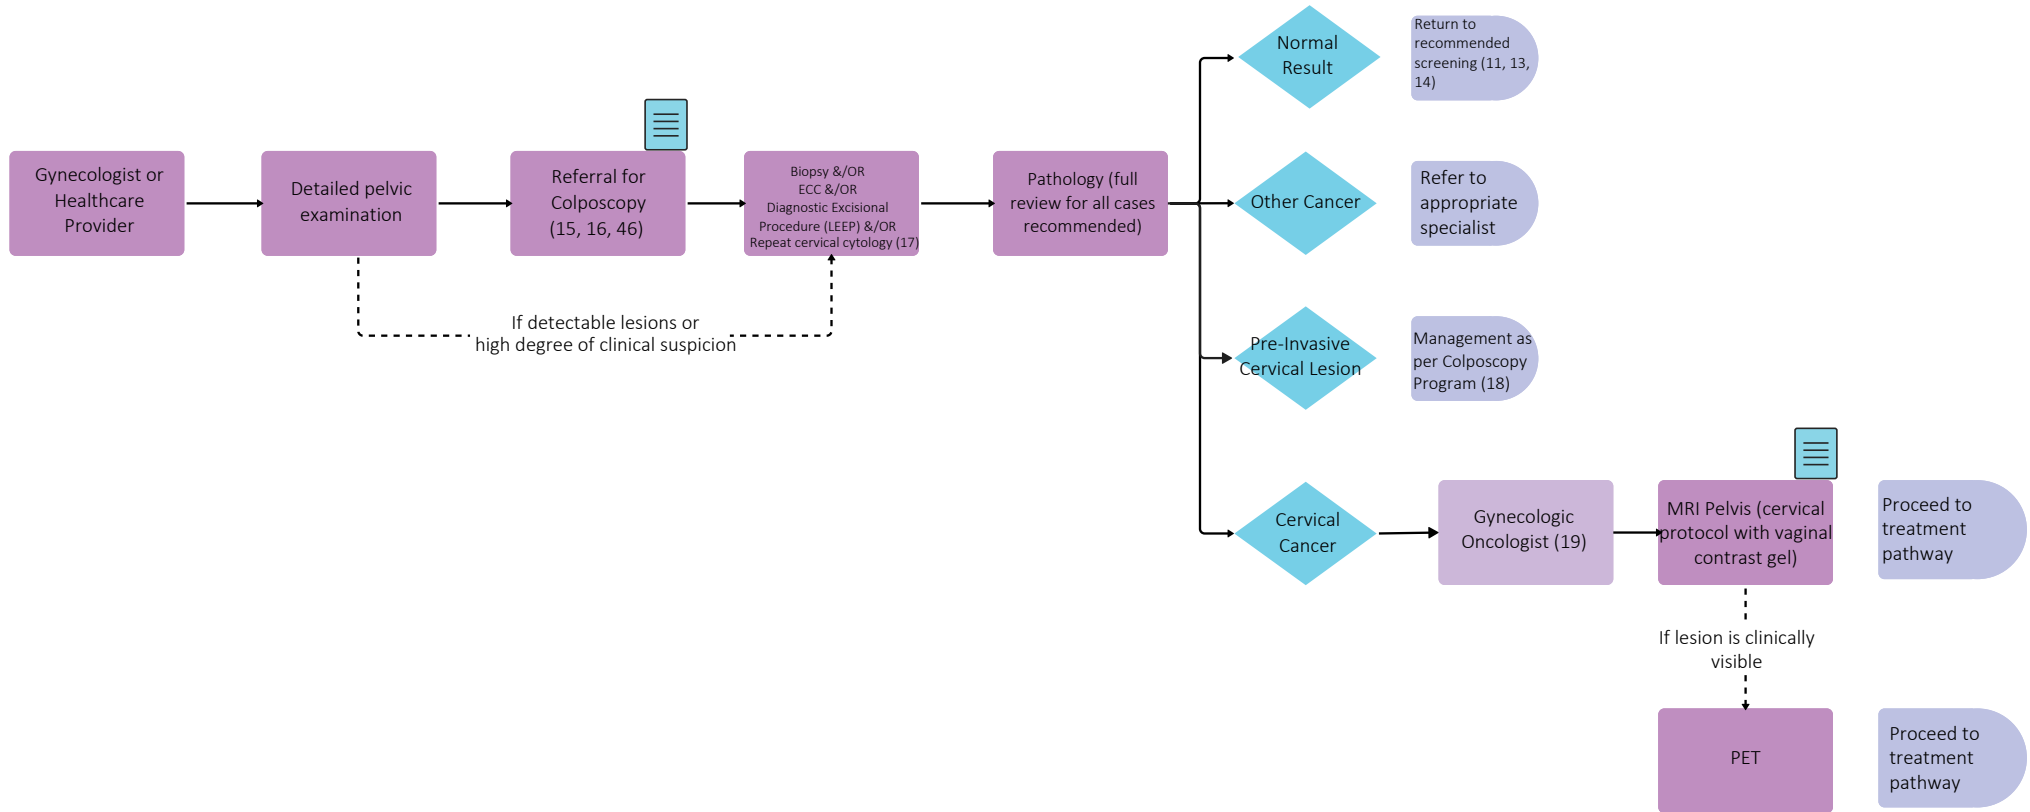 Gynecologist or
Healthcare
Provider
Detailed pelvic
examination
Referral for
Colposcopy
(15, 16, 46)
Biopsy &/OR
ECC &/OR
Diagnostic Excisional
Procedure (LEEP) &/OR
Repeat cervical cytology (17)
If detectable lesions or
high degree of clinical suspicion
Pathology (full
review for all cases
recommended)
Normal
Result
Return to
recommended
screening (11, 13,
14)
Other Cancer
Refer to
appropriate
specialist
Pre-Invasive
Cervical Lesion
Management as
per Colposcopy
Program (18)
Cervical
Cancer
Gynecologic
Oncologist (19)
MRI Pelvis (cervical
protocol with vaginal
contrast gel)
Proceed to
treatment
pathway
If lesion is clinically
visible
PET
Proceed to
treatment
pathway